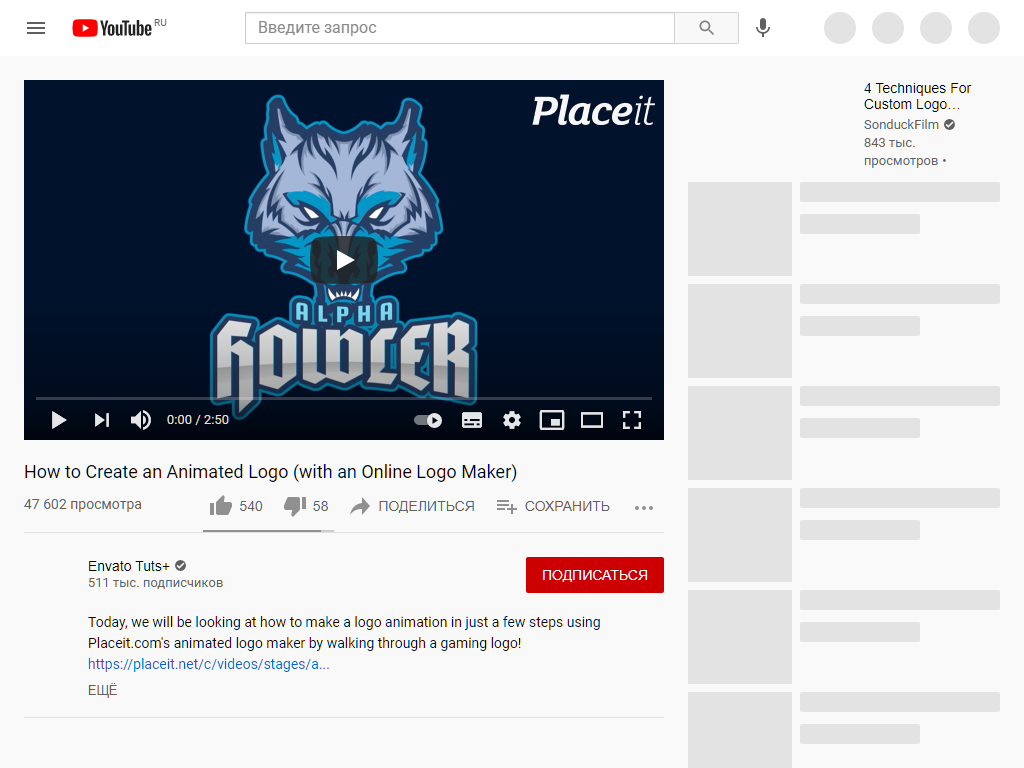 YouTube RU
Введите запрос
Placeit
ALPHA
HOWLER
0:00 / 2:50
How to Create an Animated Logo (with an Online Logo Maker)
47 602 просмотра
540
58
ПОДЕЛИТЬСЯ
СОХРАНИТЬ
Envato Tuts+
511 тыс. подписчиков
ПОДПИСАТЬСЯ
Today, we will be looking at how to make a logo animation in just a few steps using
Placeit.com's animated logo maker by walking through a gaming logo!
https://placeit.net/c/videos/stages/a...
ЕЩЁ
4 Techniques For
Custom Logo…
SonduckFilm
843 тыс.
просмотров •